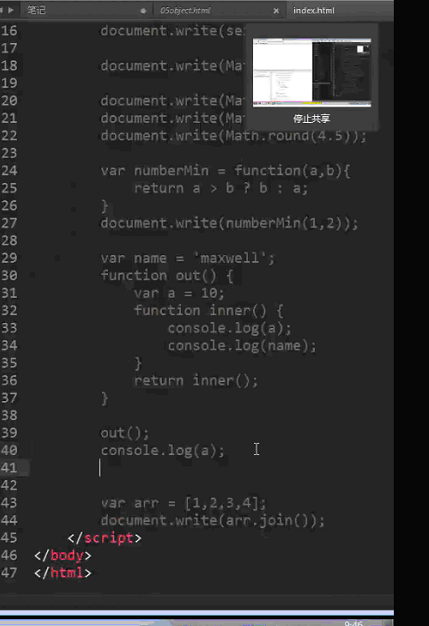 笔记
05object.html
×
index.html
16 document.write(se
17
18 document.write(Mat
19
20 document.write(Mat
21 document.write(Mat
停止共享
22 document.write(Math.round(4.5));
23
24 var numberMin = function(a,b){
25 return a > b ? b : a;
26 }
27 document.write(numberMin(1,2));
28
29 var name = 'maxwell';
30 function out() {
31 var a = 10;
32 function inner() {
33 console.log(a);
34 console.log(name);
35 }
36 return inner();
37 }
38
39 out();
40 console.log(a);
41
42
43 var arr = [1,2,3,4];
44 document.write(arr.join());
45 </script>
46 </body>
47 </html>
9:46